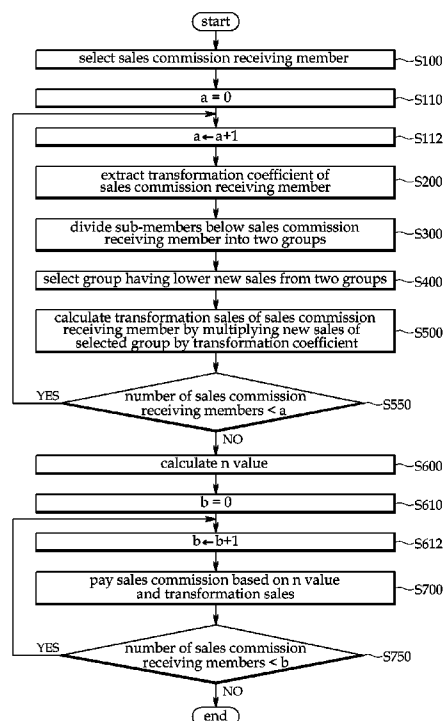 start
select sales commission receiving member
S100
a = 0
S110
a←a+1
S112
extract transformation coefficient of
sales commission receiving member
S200
divide sub-members below sales commission
receiving member into two groups
S300
select group having lower new sales from two groups
S400
calculate transformation sales of sales commission
receiving member by multiplying new sales of
selected group by transformation coefficient
S500
YES
number of sales commission
receiving members < a
S550
NO
calculate n value
S600
b = 0
S610
b←b+1
S612
pay sales commission based on n value
and transformation sales
S700
YES
number of sales commission
receiving members < b
S750
NO
end